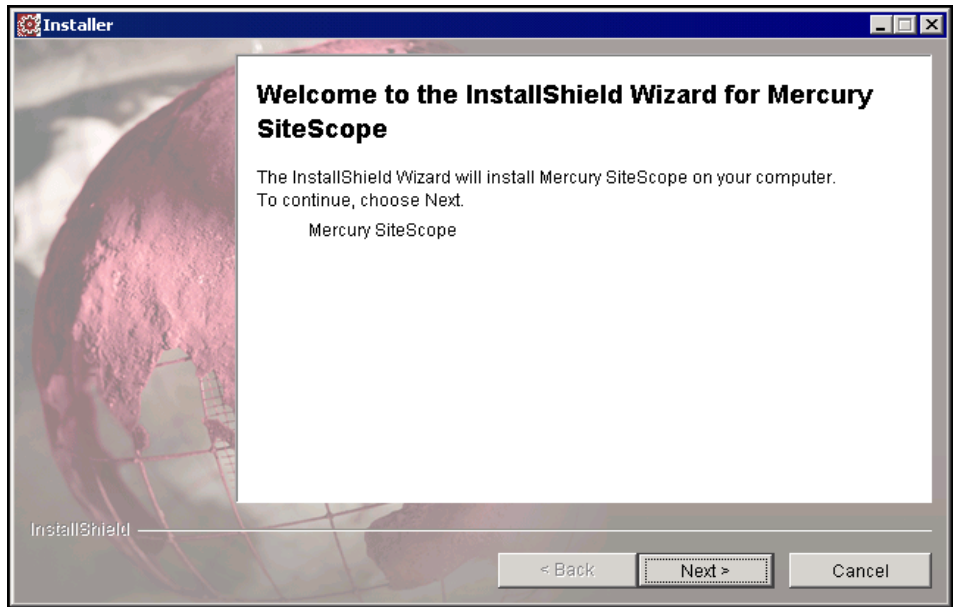 Installer
Welcome to the InstallShield Wizard for Mercury
SiteScope
The InstallShield Wizard will install Mercury SiteScope on your computer.
To continue, choose Next.
Mercury SiteScope
InstallShield
< Back
Next >
Cancel